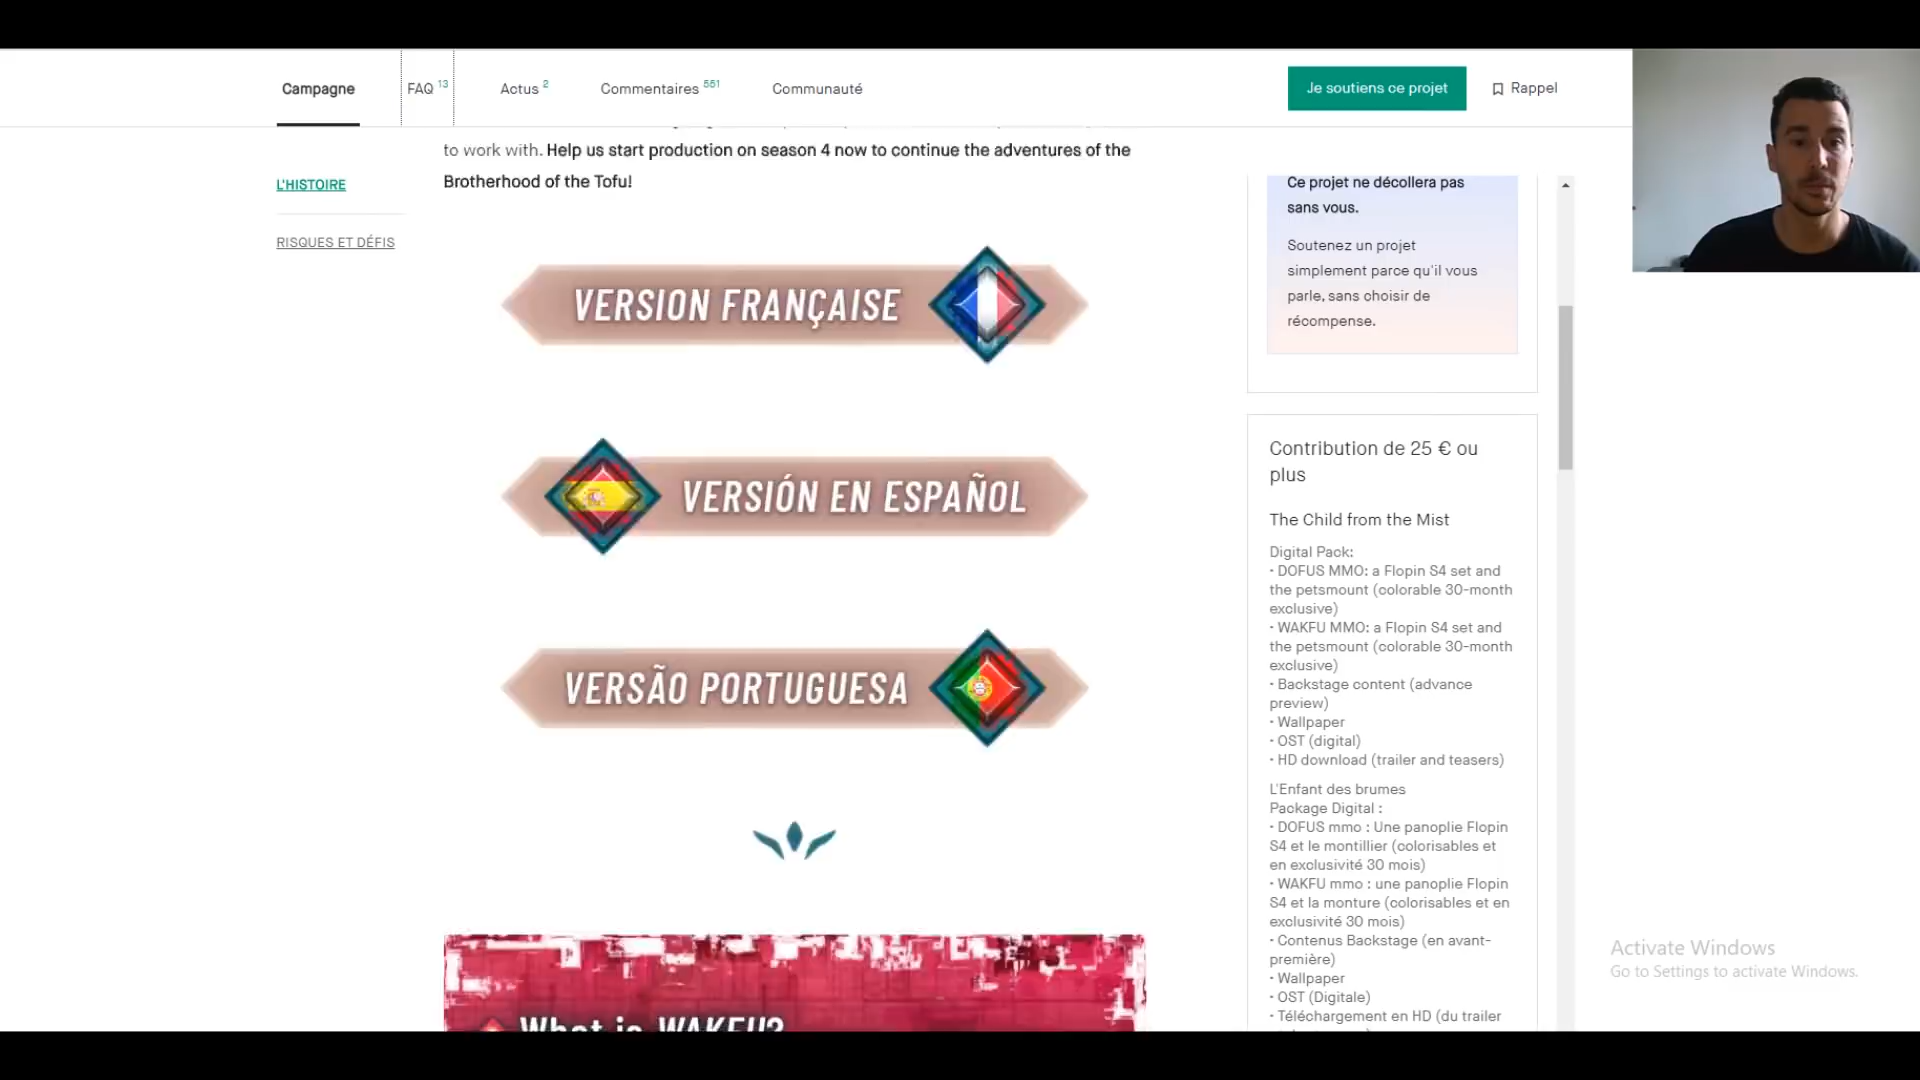 Campagne
FAQ 13
Actus 2
Commentaires 551
Communauté
Je soutiens ce projet
Rappel
L'HISTOIRE
RISQUES ET DÉFIS
to work with. Help us start production on season 4 now to continue the adventures of the
Brotherhood of the Tofu!
VERSION FRANÇAISE
VERSIÓN EN ESPAÑOL
VERSÃO PORTUGUESA
What is WAKFU?
Ce projet ne décollera pas
sans vous.
Soutenez un projet
simplement parce qu'il vous
parle, sans choisir de
récompense.
Contribution de 25 € ou
plus
The Child from the Mist
Digital Pack:
• DOFUS MMO: a Flopin S4 set and
the petsmount (colorable 30-month
exclusive)
• WAKFU MMO: a Flopin S4 set and
the petsmount (colorable 30-month
exclusive)
• Backstage content (advance
preview)
• Wallpaper
• OST (digital)
• HD download (trailer and teasers)
L'Enfant des brumes
Package Digital :
• DOFUS mmo : Une panoplie Flopin
S4 et le montillier (colorisables et
en exclusivité 30 mois)
• WAKFU mmo : une panoplie Flopin
S4 et la monture (colorisables et en
exclusivité 30 mois)
• Contenus Backstage (en avant-
première)
• Wallpaper
• OST (Digitale)
• Téléchargement en HD (du trailer
Activate Windows
Go to Settings to activate Windows.